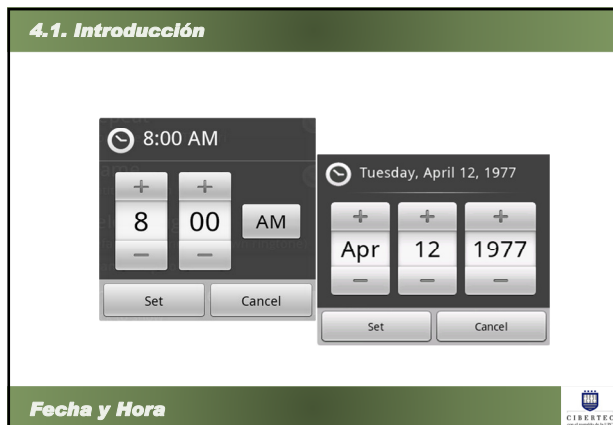 4.1. Introducción
8:00 AM
+ +
8 00 AM
− −
Set Cancel
Tuesday, April 12, 1977
+ + +
Apr 12 1977
− − −
Set Cancel
Fecha y Hora
CIBERTEC